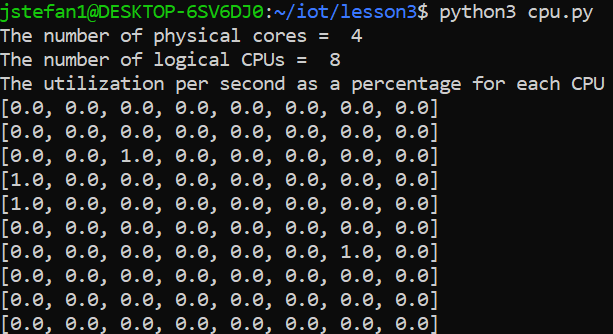 jstefan1@DESKTOP-6SV6DJ0:~/iot/lesson3$ python3 cpu.py
The number of physical cores =  4
The number of logical CPUs =  8
The utilization per second as a percentage for each CPU
[0.0, 0.0, 0.0, 0.0, 0.0, 0.0, 0.0, 0.0]
[0.0, 0.0, 0.0, 0.0, 0.0, 0.0, 0.0, 0.0]
[0.0, 0.0, 1.0, 0.0, 0.0, 0.0, 0.0, 0.0]
[1.0, 0.0, 0.0, 0.0, 0.0, 0.0, 0.0, 0.0]
[1.0, 0.0, 0.0, 0.0, 0.0, 0.0, 0.0, 0.0]
[0.0, 0.0, 0.0, 0.0, 0.0, 0.0, 0.0, 0.0]
[0.0, 0.0, 0.0, 0.0, 0.0, 0.0, 1.0, 0.0]
[0.0, 0.0, 0.0, 0.0, 0.0, 0.0, 0.0, 0.0]
[0.0, 0.0, 0.0, 0.0, 0.0, 0.0, 0.0, 0.0]
[0.0, 0.0, 0.0, 0.0, 0.0, 0.0, 0.0, 0.0]